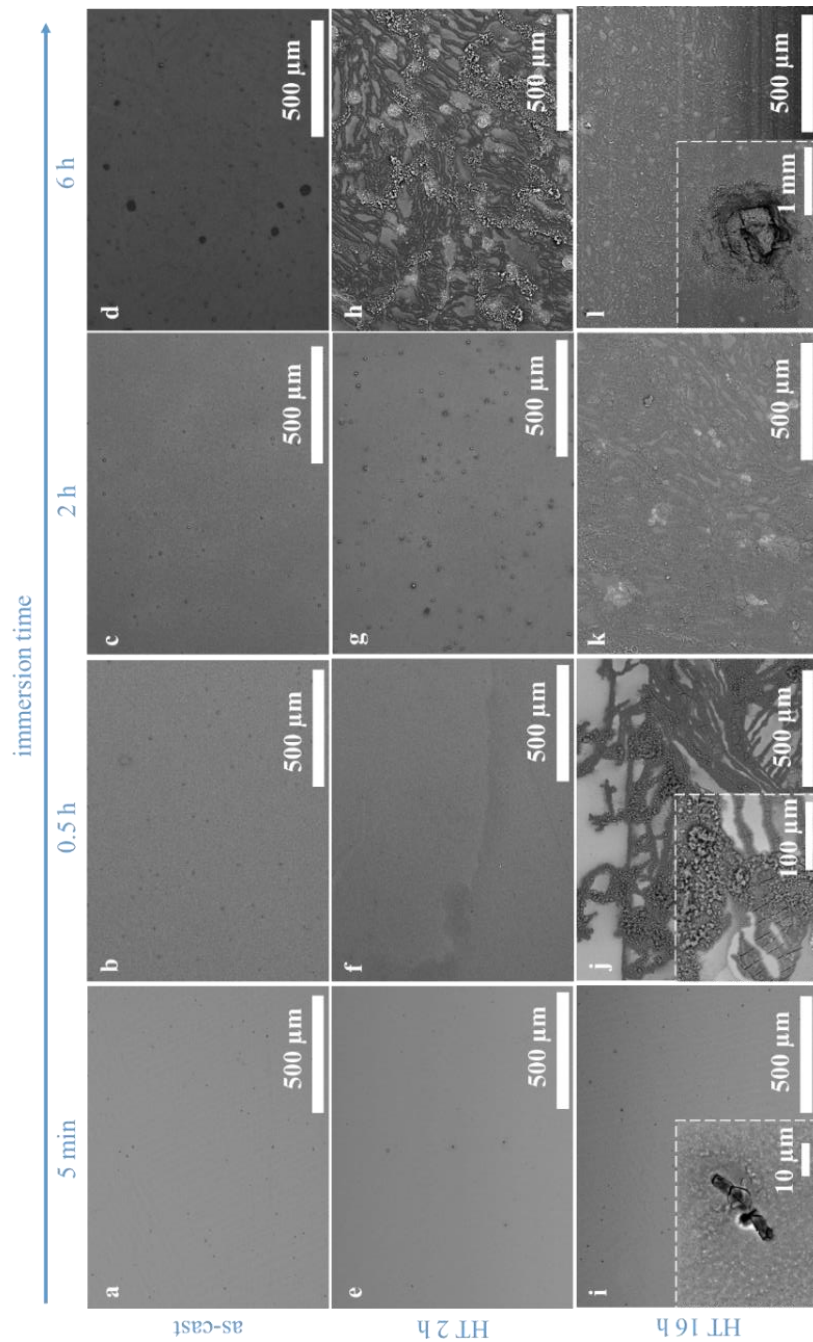 immersion time
5 min 0.5 h 2 h 6 h
as-cast
a 500 μm
b 500 μm
c 500 μm
d 500 μm
HT 2 h
e 500 μm
f 500 μm
g 500 μm
h 500 μm
HT 16 h
i 10 μm 500 μm
j 100 μm 500 μm
k 500 μm
l 1 mm 500 μm